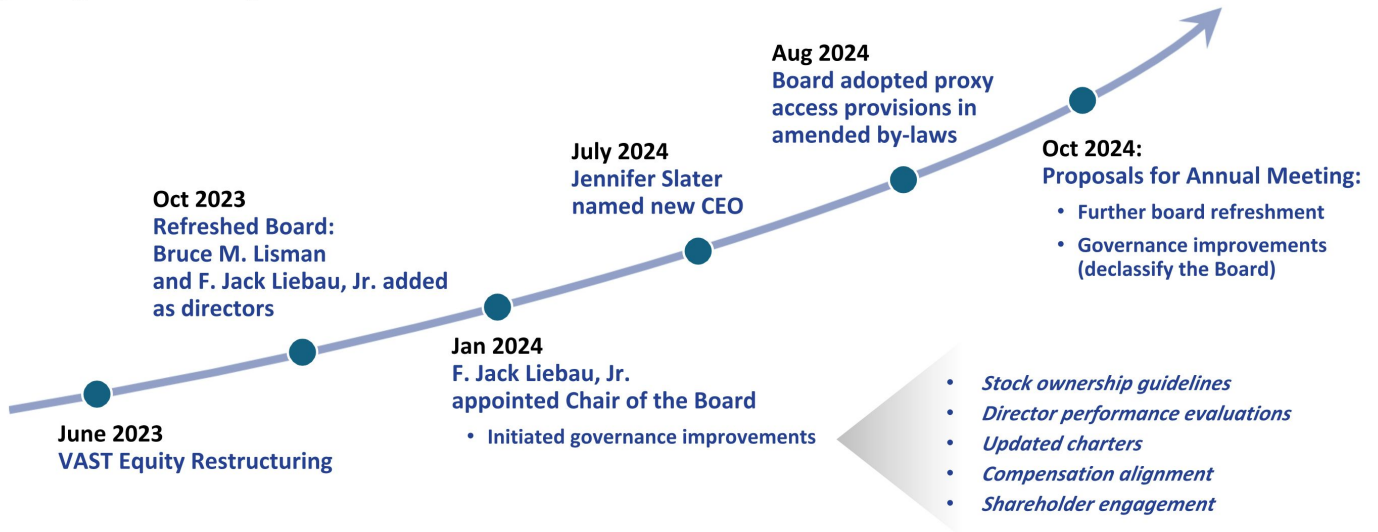 June 2023
VAST Equity Restructuring
Oct 2023
Refreshed Board:
Bruce M. Lisman
and F. Jack Liebau, Jr. added
as directors
Jan 2024
F. Jack Liebau, Jr.
appointed Chair of the Board
• Initiated governance improvements
• Stock ownership guidelines
• Director performance evaluations
• Updated charters
• Compensation alignment
• Shareholder engagement
July 2024
Jennifer Slater
named new CEO
Aug 2024
Board adopted proxy
access provisions in
amended by-laws
Oct 2024:
Proposals for Annual Meeting:
• Further board refreshment
• Governance improvements
(declassify the Board)